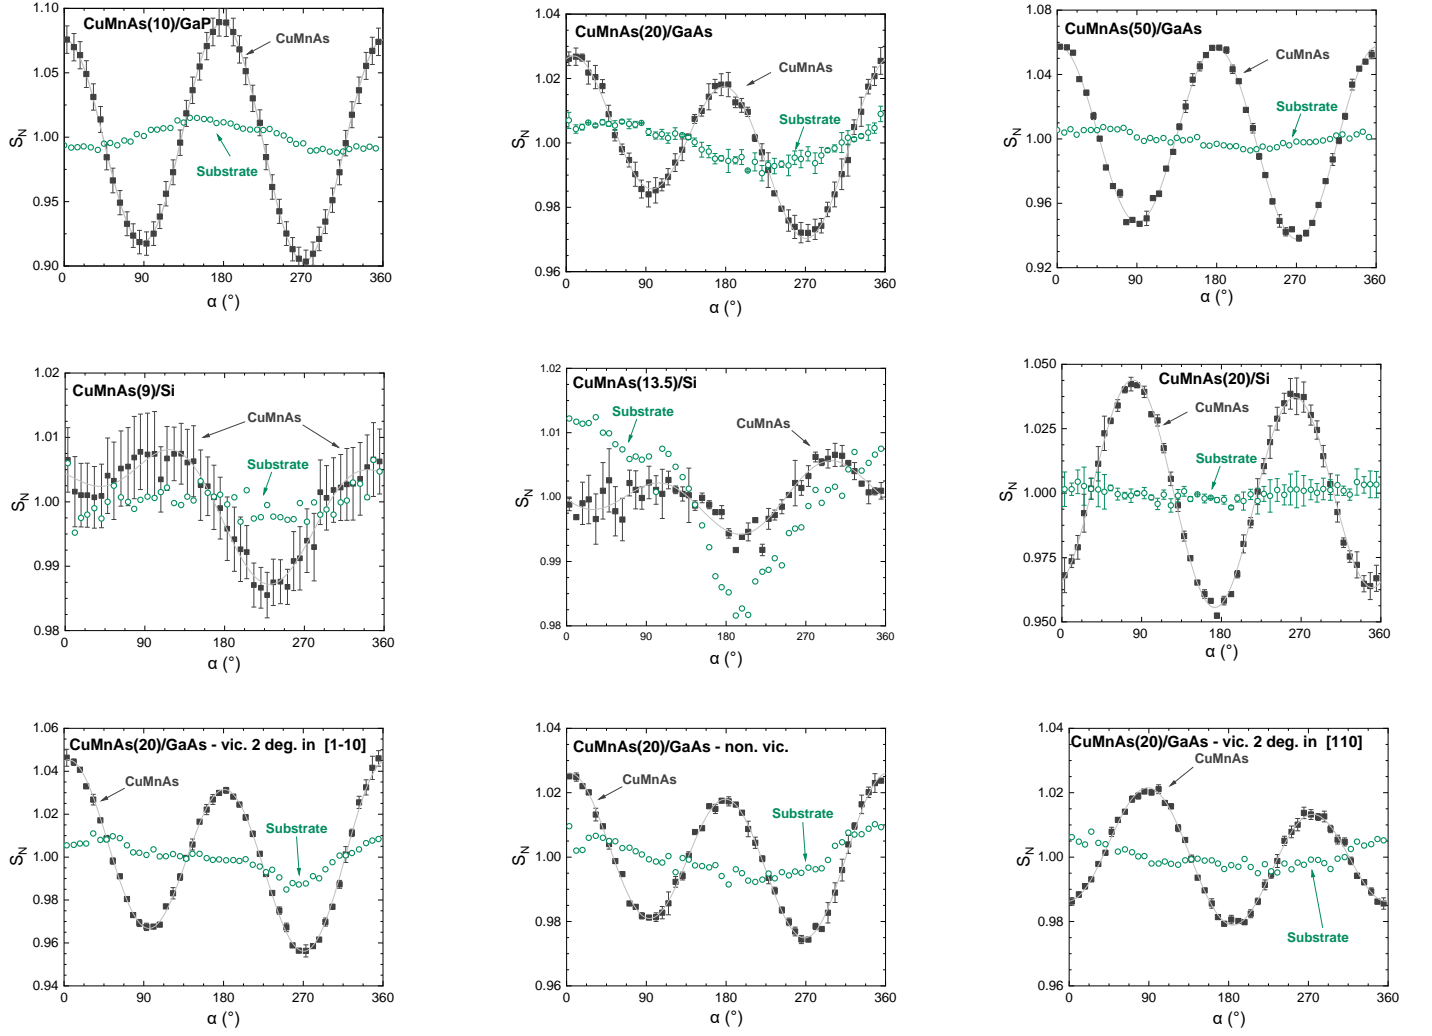 CuMnAs(10)/GaP
CuMnAs
Substrate
S_N
1.10
1.05
1.00
0.95
0.90
0 90 180 270 360
α (°)
CuMnAs(20)/GaAs
CuMnAs
Substrate
S_N
1.04
1.02
1.00
0.98
0.96
0 90 180 270 360
α (°)
CuMnAs(50)/GaAs
CuMnAs
Substrate
S_N
1.08
1.04
1.00
0.96
0.92
0 90 180 270 360
α (°)
CuMnAs(9)/Si
CuMnAs
Substrate
S_N
1.02
1.01
1.00
0.99
0.98
0 90 180 270 360
α (°)
CuMnAs(13.5)/Si
Substrate
CuMnAs
S_N
1.02
1.01
1.00
0.99
0.98
0 90 180 270 360
α (°)
CuMnAs(20)/Si
CuMnAs
Substrate
S_N
1.050
1.025
1.000
0.975
0.950
0 90 180 270 360
α (°)
CuMnAs(20)/GaAs - vic. 2 deg. in [1-10]
CuMnAs
Substrate
S_N
1.06
1.04
1.02
1.00
0.98
0.96
0.94
0 90 180 270 360
α (°)
CuMnAs(20)/GaAs - non. vic.
CuMnAs
Substrate
S_N
1.04
1.02
1.00
0.98
0.96
0 90 180 270 360
α (°)
CuMnAs(20)/GaAs - vic. 2 deg. in [110]
CuMnAs
Substrate
S_N
1.04
1.02
1.00
0.98
0.96
0 90 180 270 360
α (°)